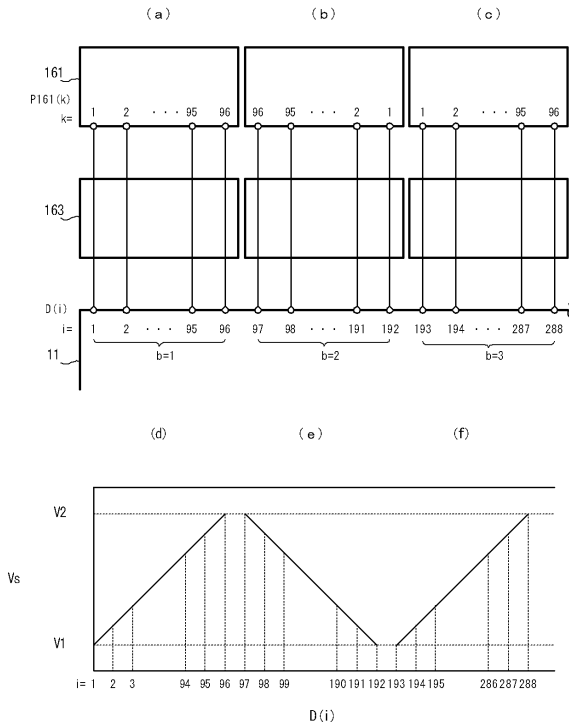 (a) (b) (c)
161
P161(k)
k= 1 2 ・・・ 95 96 96 95 ・・・ 2 1 1 2 ・・・ 95 96
163
D(i)
i= 1 2 ・・・ 95 96 97 98 ・・・ 191 192 193 194 ・・・ 287 288
11 b=1 b=2 b=3
(d) (e) (f)
V2
Vs
V1
i= 1 2 3 94 95 96 97 98 99 190 191 192 193 194 195 286 287 288
D(i)